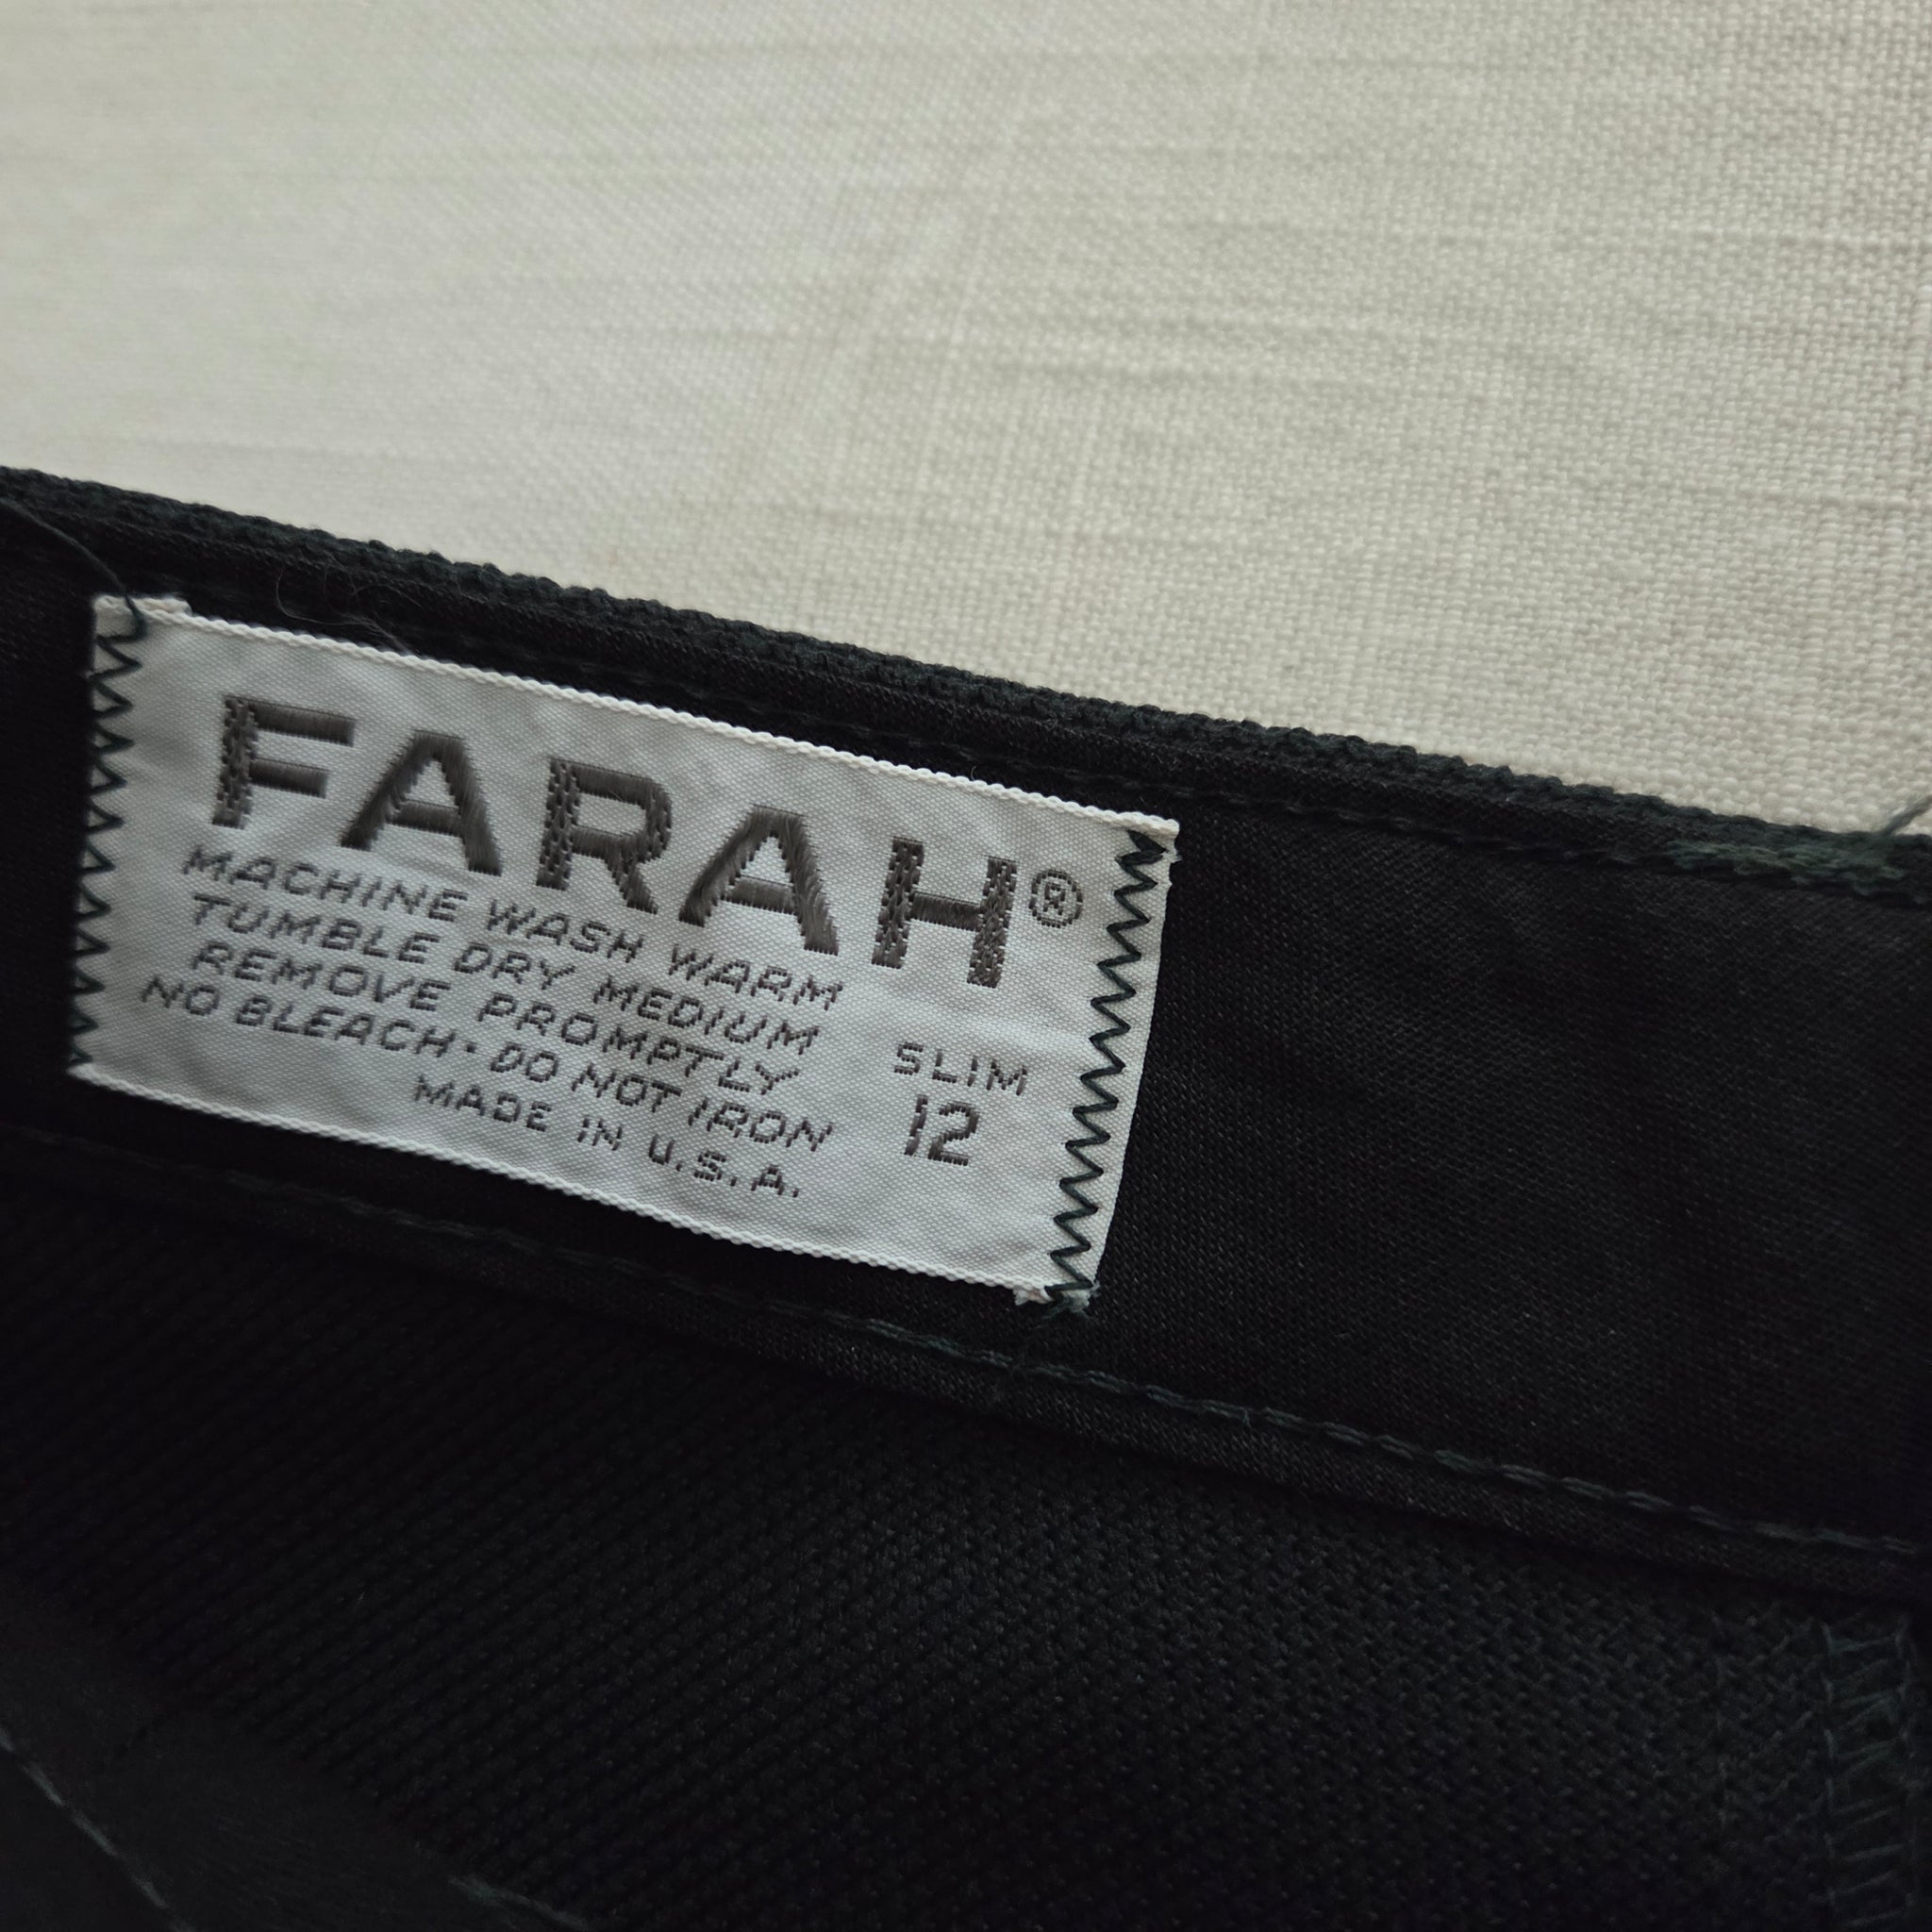 FARAH®
MACHINE WASH WARM
TUMBLE DRY MEDIUM
REMOVE PROMPTLY
NO BLEACH · DO NOT IRON
MADE IN U.S.A.
SLIM
12